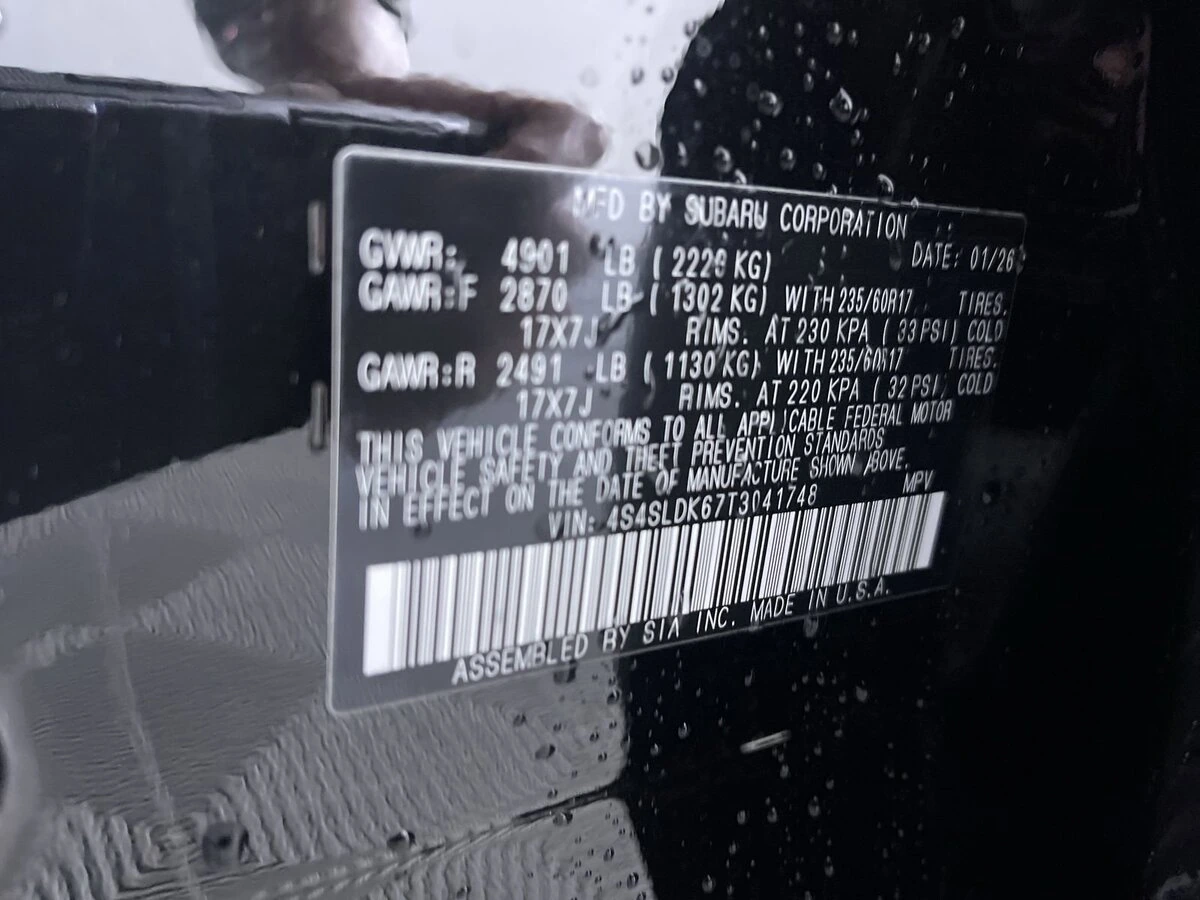 MFD BY SUBARU CORPORATION
GVWR: 4901 LB (2223 KG) DATE: 01/26
GAWR:F 2870 LB (1302 KG) WITH 235/60R17 TIRES.
17X7J RIMS. AT 230 KPA (33 PSI) COLD
GAWR:R 2491 LB (1130 KG) WITH 235/60R17 TIRES.
17X7J RIMS. AT 220 KPA (32 PSI) COLD
THIS VEHICLE CONFORMS TO ALL APPLICABLE FEDERAL MOTOR
VEHICLE SAFETY AND THEFT PREVENTION STANDARDS
IN EFFECT ON THE DATE OF MANUFACTURE SHOWN ABOVE.
VIN: 4S4SLDK67T3041748 MPV
ASSEMBLED BY SIA INC. MADE IN U.S.A.